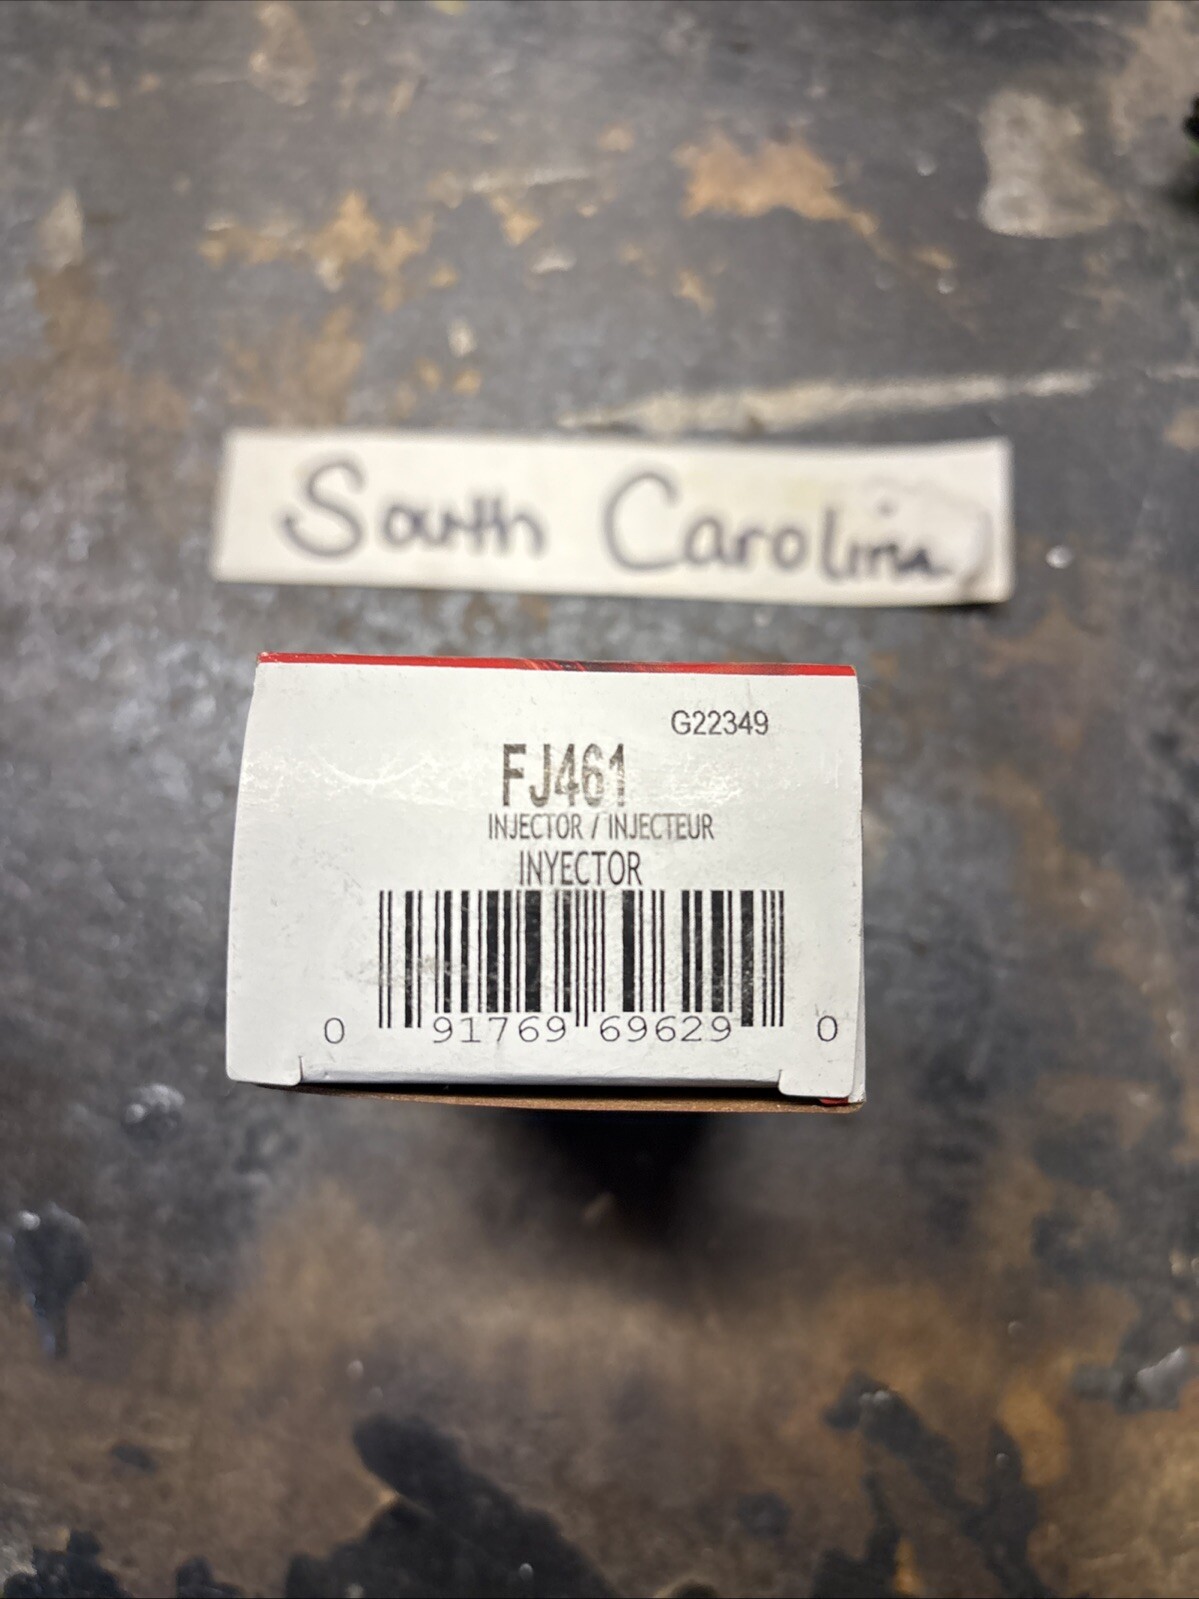 South Carolina
G22349
FJ461
INJECTOR / INJECTEUR
INYECTOR
0 91769 69629 0